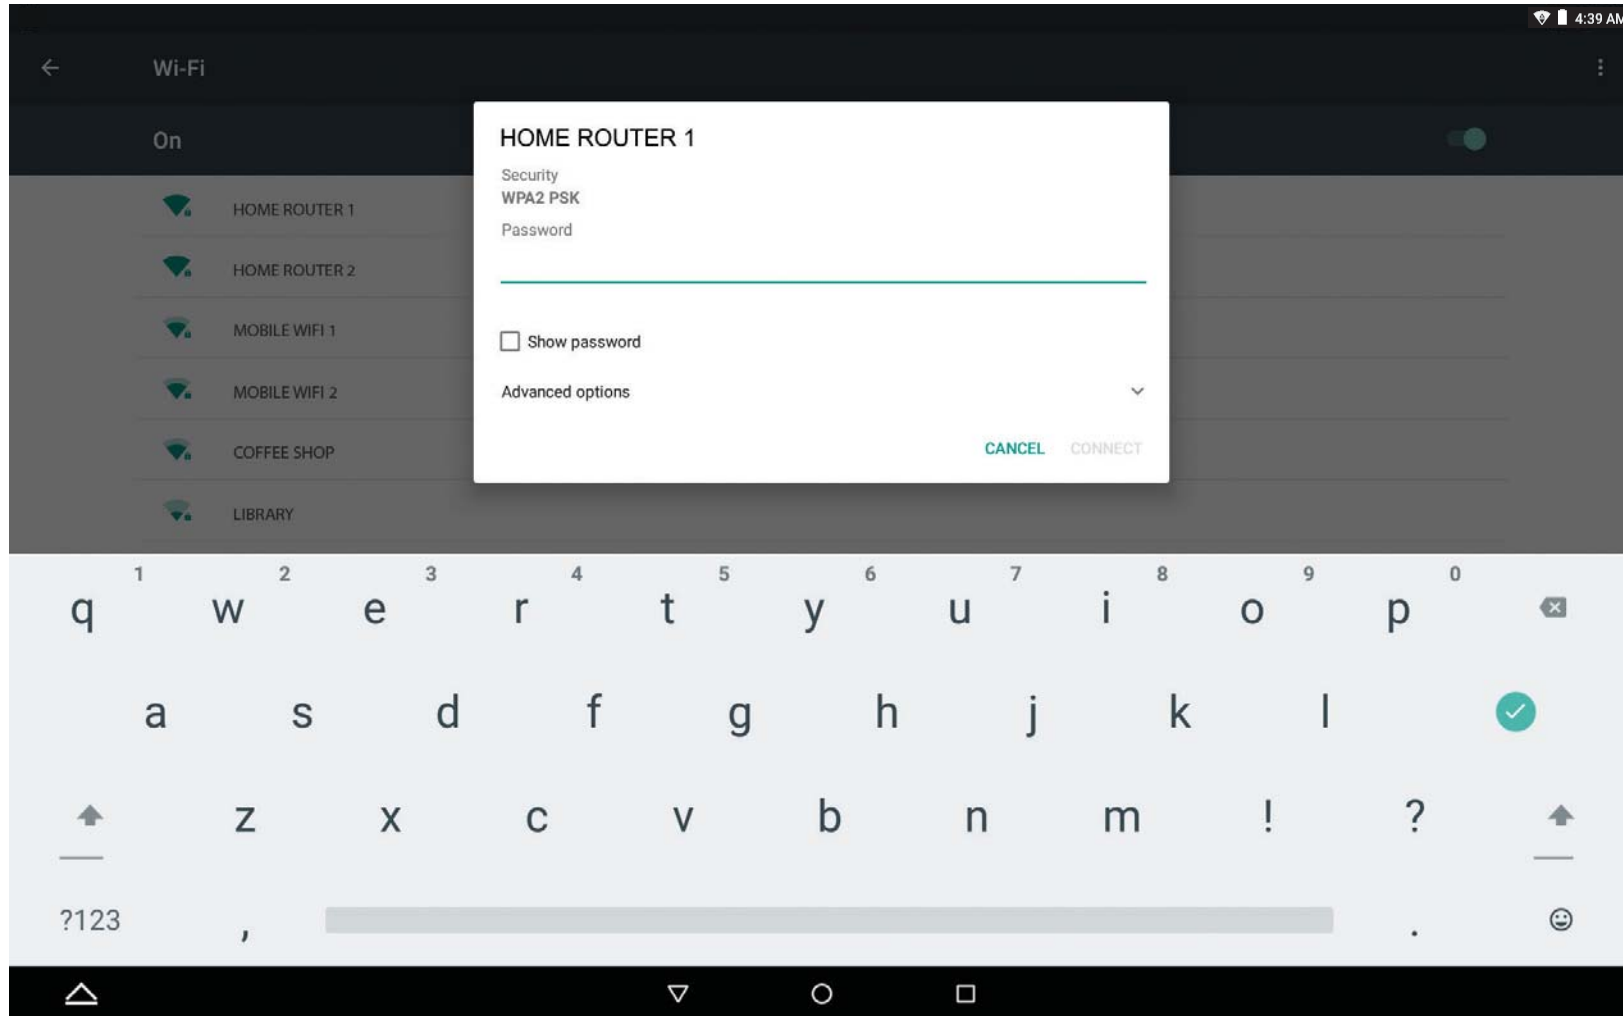 4:39 AM
Wi-Fi
On
HOME ROUTER 1
Security
WPA2 PSK
Password
Show password
Advanced options
CANCEL CONNECT
HOME ROUTER 1
HOME ROUTER 2
MOBILE WIFI 1
MOBILE WIFI 2
COFFEE SHOP
LIBRARY
1 2 3 4 5 6 7 8 9 0
q w e r t y u i o p
a s d f g h j k l
z x c v b n m ! ?
?123 , .